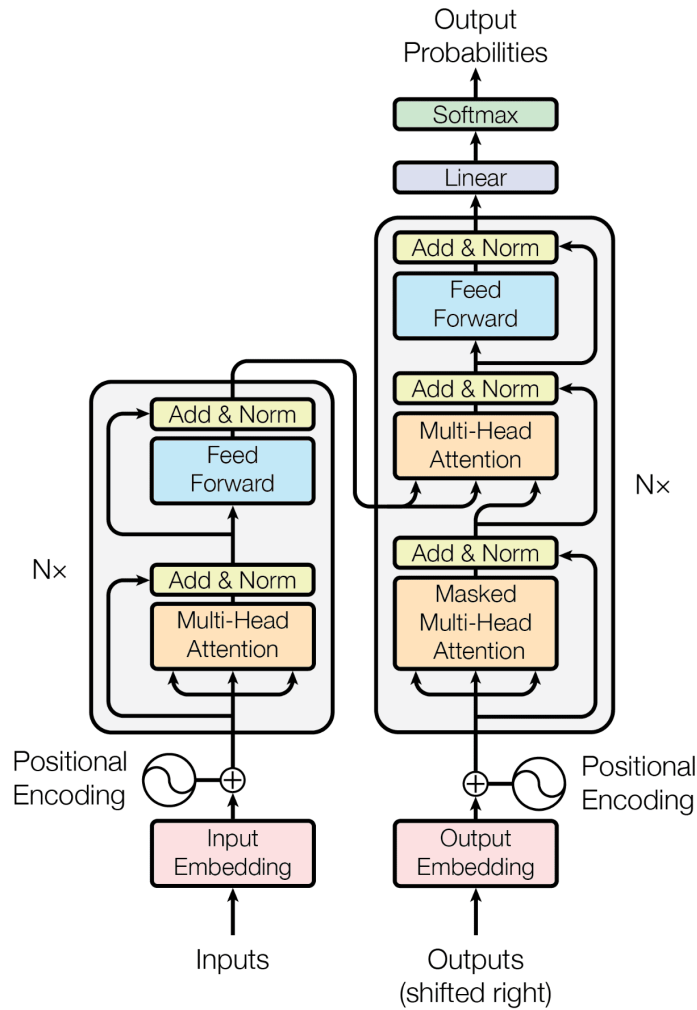 Output
Probabilities
Softmax
Linear
Add & Norm
Feed
Forward
Add & Norm
Multi-Head
Attention
Add & Norm
Masked
Multi-Head
Attention
Nx
Add & Norm
Feed
Forward
Add & Norm
Multi-Head
Attention
Nx
Positional
Encoding
Positional
Encoding
Input
Embedding
Output
Embedding
Inputs
Outputs
(shifted right)